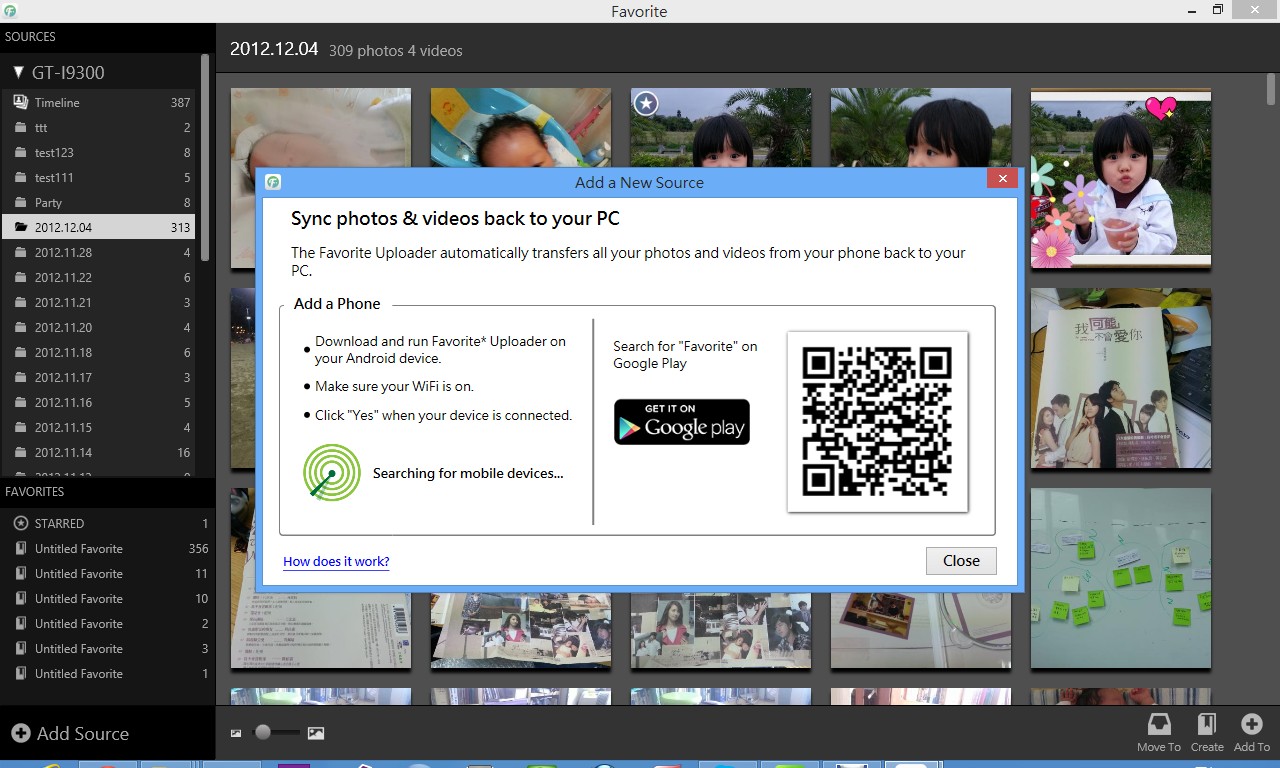 Favorite
SOURCES
GT-I9300
Timeline 387
ttt 2
test123 8
test111 5
Party 8
2012.12.04 313
2012.11.28 4
2012.11.22 6
2012.11.21 3
2012.11.20 4
2012.11.18 6
2012.11.17 3
2012.11.16 5
2012.11.15 4
2012.11.14 16
FAVORITES
STARRED 1
Untitled Favorite 356
Untitled Favorite 11
Untitled Favorite 10
Untitled Favorite 2
Untitled Favorite 3
Untitled Favorite 1
Add Source
2012.12.04 309 photos 4 videos
Add a New Source
Sync photos & videos back to your PC
The Favorite Uploader automatically transfers all your photos and videos from your phone back to your
PC.
Add a Phone
Download and run Favorite* Uploader on
your Android device.
Make sure your WiFi is on.
Click "Yes" when your device is connected.
Searching for mobile devices...
Search for "Favorite" on
Google Play
GET IT ON
Google play
How does it work?
Close
我可能
不會愛你
Move To
Create
Add To